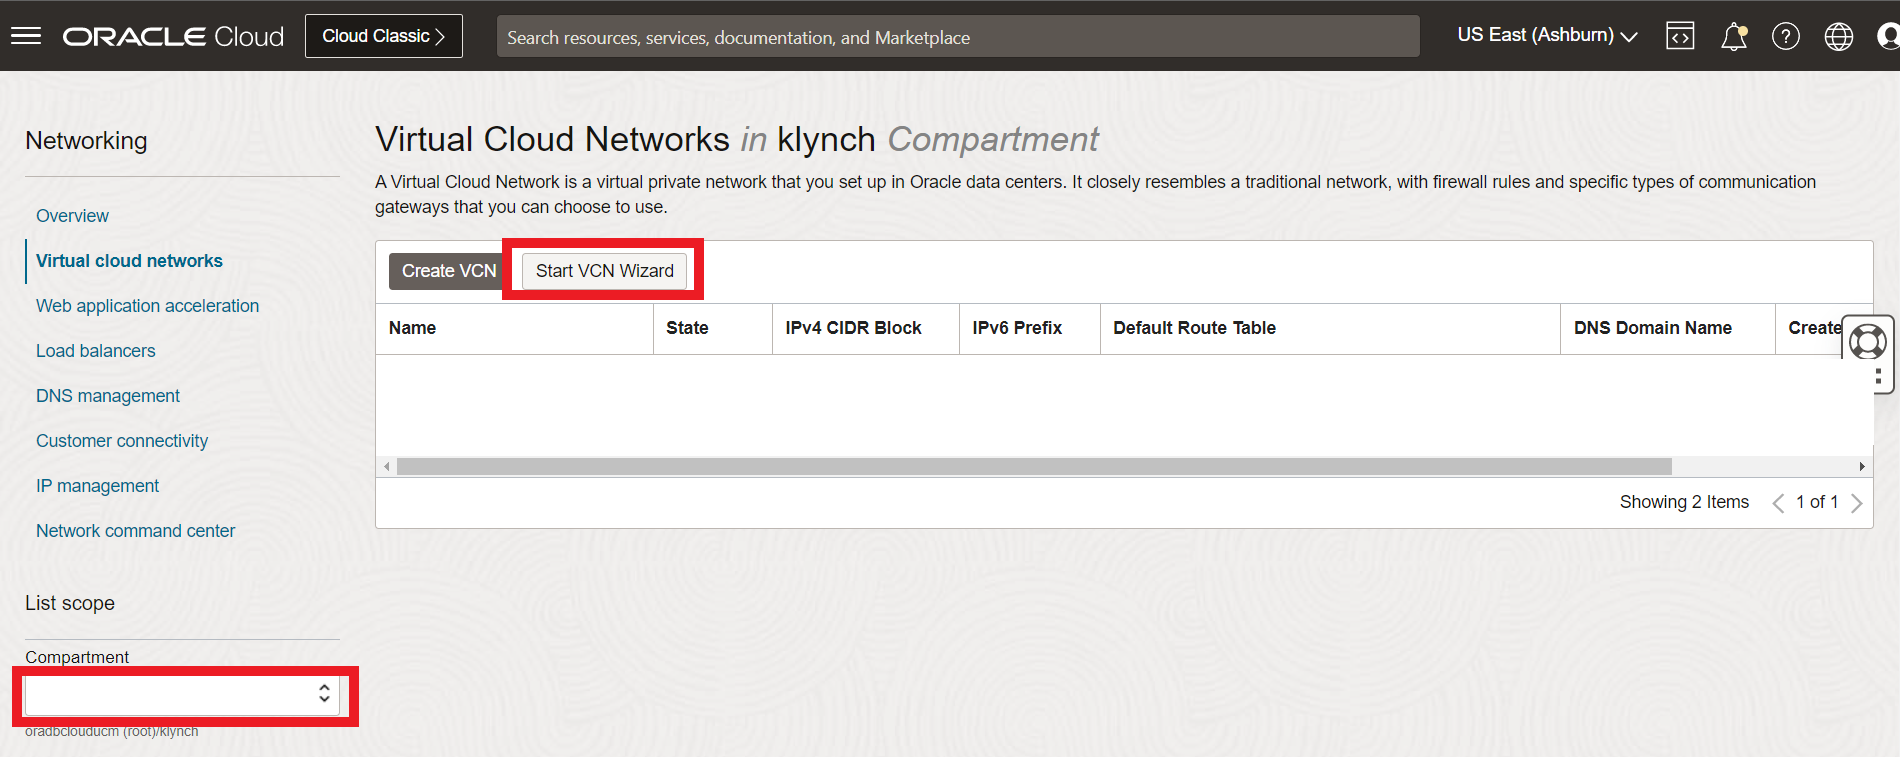 ORACLE Cloud
Cloud Classic
Search resources, services, documentation, and Marketplace
US East (Ashburn)
Networking
Overview
Virtual cloud networks
Web application acceleration
Load balancers
DNS management
Customer connectivity
IP management
Network command center
List scope
Compartment
oradbclouducm (root)/klynch
Virtual Cloud Networks in klynch Compartment
A Virtual Cloud Network is a virtual private network that you set up in Oracle data centers. It closely resembles a traditional network, with firewall rules and specific types of communication
gateways that you can choose to use.
Create VCN
Start VCN Wizard
Name State IPv4 CIDR Block IPv6 Prefix Default Route Table DNS Domain Name Create
Showing 2 Items 1 of 1